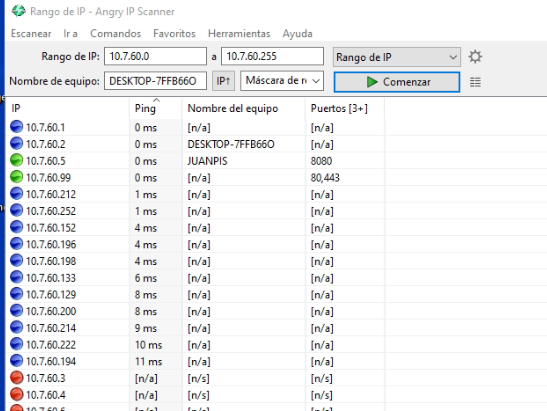 Rango de IP - Angry IP Scanner
Escanear Ir a Comandos Favoritos Herramientas Ayuda
Rango de IP: 10.7.60.0 a 10.7.60.255 Rango de IP
Nombre de equipo: DESKTOP-7FFB66O IP↑ Máscara de Comenzar
IP Ping Nombre del equipo Puertos [3+]
10.7.60.1 0 ms [n/a] [n/a]
10.7.60.2 0 ms DESKTOP-7FFB66O [n/a]
10.7.60.5 0 ms JUANPIS 8080
10.7.60.99 0 ms [n/a] 80,443
10.7.60.212 1 ms [n/a] [n/a]
10.7.60.252 1 ms [n/a] [n/a]
10.7.60.152 4 ms [n/a] [n/a]
10.7.60.196 4 ms [n/a] [n/a]
10.7.60.198 4 ms [n/a] [n/a]
10.7.60.133 6 ms [n/a] [n/a]
10.7.60.129 8 ms [n/a] [n/a]
10.7.60.200 8 ms [n/a] [n/a]
10.7.60.214 9 ms [n/a] [n/a]
10.7.60.222 10 ms [n/a] [n/a]
10.7.60.194 11 ms [n/a] [n/a]
10.7.60.3 [n/a] [n/s] [n/s]
10.7.60.4 [n/a] [n/s] [n/s]